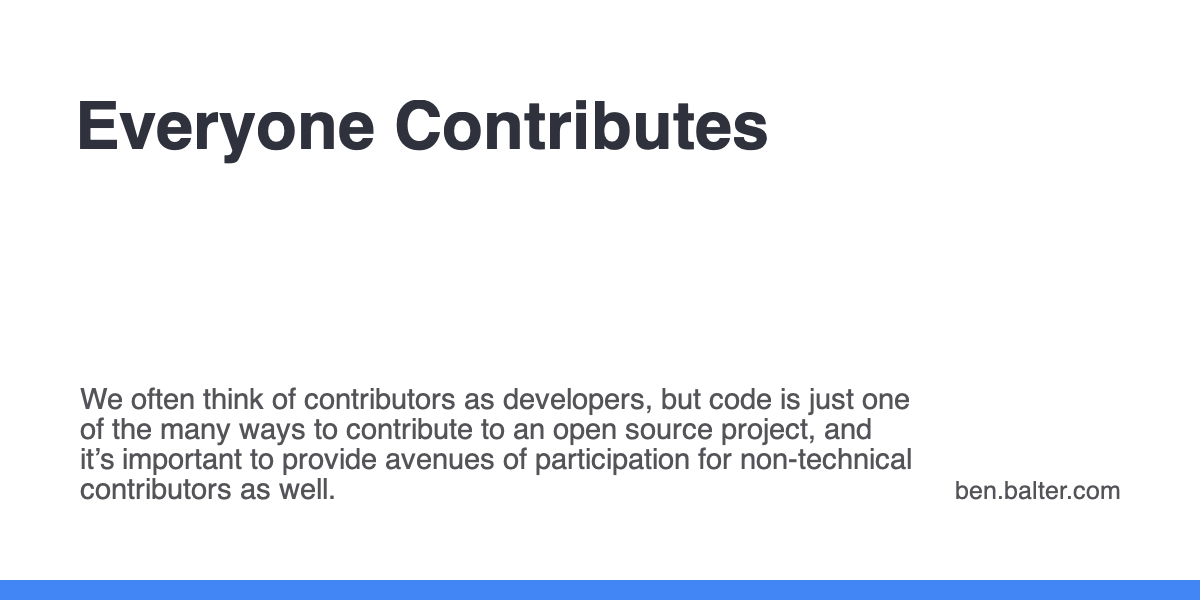 Everyone Contributes
We often think of contributors as developers, but code is just one
of the many ways to contribute to an open source project, and
it’s important to provide avenues of participation for non-technical
contributors as well.
ben.balter.com